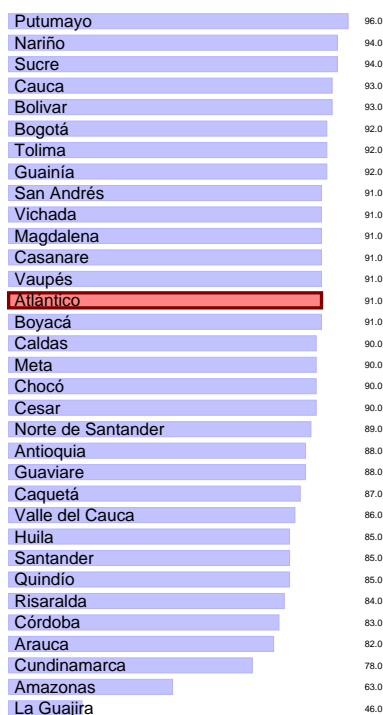 Putumayo 96.0
Nariño 94.0
Sucre 94.0
Cauca 93.0
Bolivar 93.0
Bogotá 92.0
Tolima 92.0
Guainía 92.0
San Andrés 91.0
Vichada 91.0
Magdalena 91.0
Casanare 91.0
Vaupés 91.0
Atlántico 91.0
Boyacá 91.0
Caldas 90.0
Meta 90.0
Chocó 90.0
Cesar 90.0
Norte de Santander 89.0
Antioquia 88.0
Guaviare 88.0
Caquetá 87.0
Valle del Cauca 86.0
Huila 85.0
Santander 85.0
Quindío 85.0
Risaralda 84.0
Córdoba 83.0
Arauca 82.0
Cundinamarca 78.0
Amazonas 63.0
La Guajira 46.0